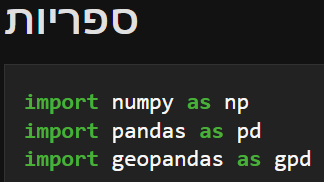 ספריות
import numpy as np
import pandas as pd
import geopandas as gpd